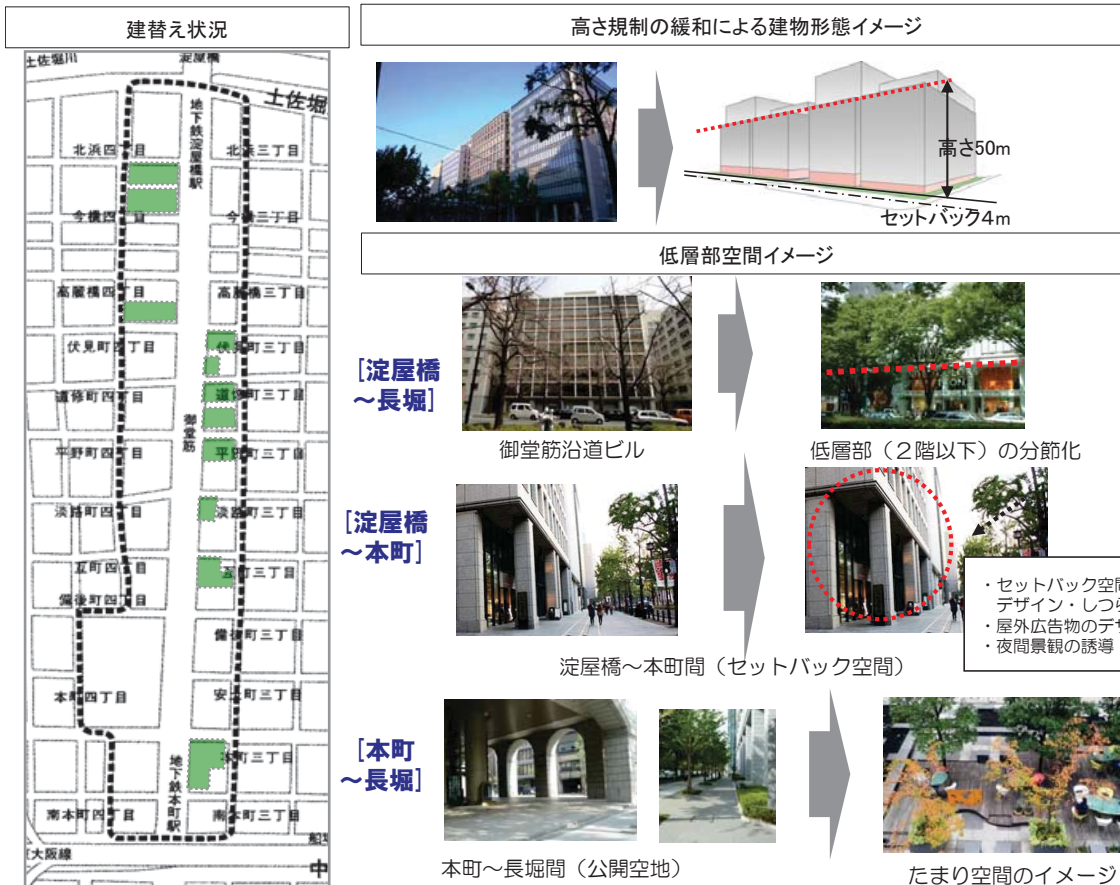 建替え状況
高さ規制の緩和による建物形態イメージ
土佐堀川
淀屋橋
土佐堀
地下鉄淀屋橋駅
北浜四丁目
北浜三丁目
今橋四丁目
今橋三丁目
高麗橋四丁目
高麗橋三丁目
伏見町四丁目
伏見町三丁目
道修町四丁目
道修町三丁目
御堂筋
平野町四丁目
平野町三丁目
淡路町四丁目
淡路町三丁目
瓦町四丁目
瓦町三丁目
備後町四丁目
備後町三丁目
本町四丁目
安土町三丁目
地下鉄本町駅
本町三丁目
南本町四丁目
南本町三丁目
船場
大阪線
中
高さ50m
セットバック4m
低層部空間イメージ
[淀屋橋
～長堀]
御堂筋沿道ビル
低層部（２階以下）の分節化
[淀屋橋
～本町]
・セットバック空間
デザイン・しつら
・屋外広告物のデザ
・夜間景観の誘導
淀屋橋～本町間（セットバック空間）
[本町
～長堀]
本町～長堀間（公開空地）
たまり空間のイメージ